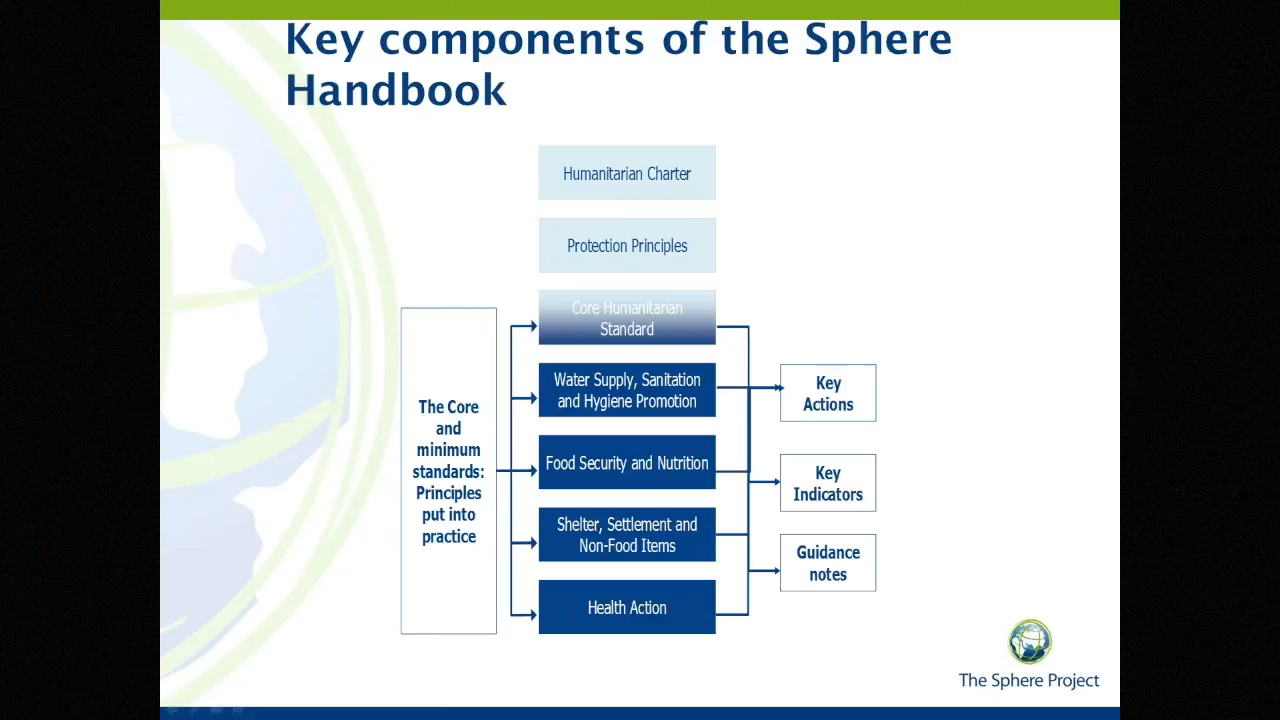 Key components of the Sphere
Handbook
Humanitarian Charter
Protection Principles
Core Humanitarian
Standard
Water Supply, Sanitation
and Hygiene Promotion
Food Security and Nutrition
Shelter, Settlement and
Non-Food Items
Health Action
The Core
and
minimum
standards:
Principles
put into
practice
Key
Actions
Key
Indicators
Guidance
notes
The Sphere Project